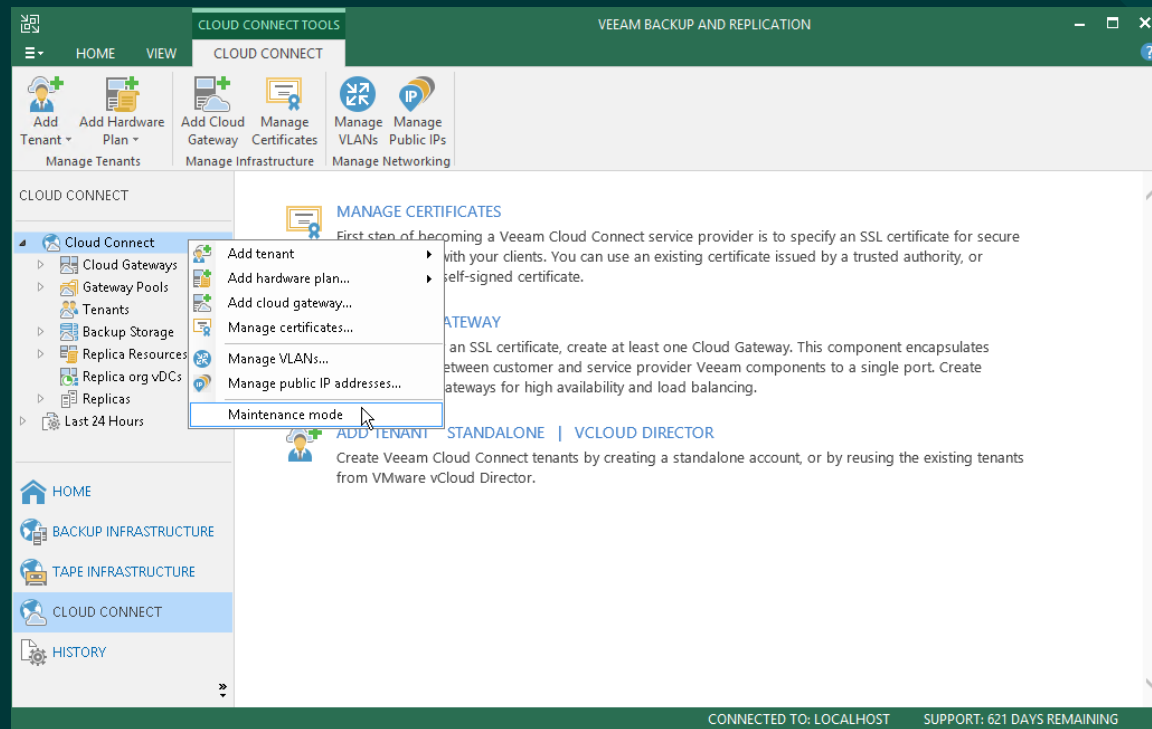 CLOUD CONNECT TOOLS
VEEAM BACKUP AND REPLICATION
HOME
VIEW
CLOUD CONNECT
?
Add
Tenant
Add Hardware
Plan
Manage Tenants
Add Cloud
Gateway
Manage
Certificates
Manage Infrastructure
Manage
VLANs
IP
Manage
Public IPs
Manage Networking
CLOUD CONNECT
Cloud Connect
Cloud Gateways
Gateway Pools
Tenants
Backup Storage
Replica Resources
Replica org vDCs
Replicas
Last 24 Hours
Add tenant
Add hardware plan...
Add cloud gateway...
Manage certificates...
Manage VLANs...
IP
Manage public IP addresses...
Maintenance mode
MANAGE CERTIFICATES
First step of becoming a Veeam Cloud Connect service provider is to specify an SSL certificate for secure
with your clients. You can use an existing certificate issued by a trusted authority, or
self-signed certificate.
ATEWAY
an SSL certificate, create at least one Cloud Gateway. This component encapsulates
etween customer and service provider Veeam components to a single port. Create
ateways for high availability and load balancing.
ADD TENANT STANDALONE | VCLOUD DIRECTOR
Create Veeam Cloud Connect tenants by creating a standalone account, or by reusing the existing tenants
from VMware vCloud Director.
HOME
BACKUP INFRASTRUCTURE
TAPE INFRASTRUCTURE
CLOUD CONNECT
HISTORY
CONNECTED TO: LOCALHOST
SUPPORT: 621 DAYS REMAINING